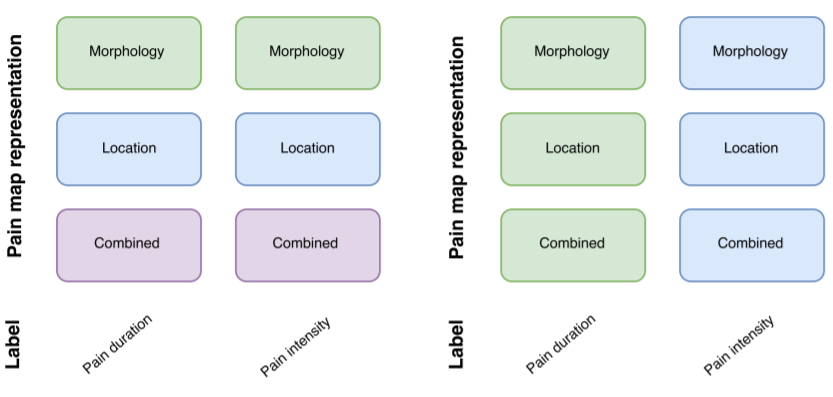 Pain map representation
Morphology
Morphology
Location
Location
Combined
Combined
Label
Pain duration
Pain intensity
Pain map representation
Morphology
Morphology
Location
Location
Combined
Combined
Label
Pain duration
Pain intensity